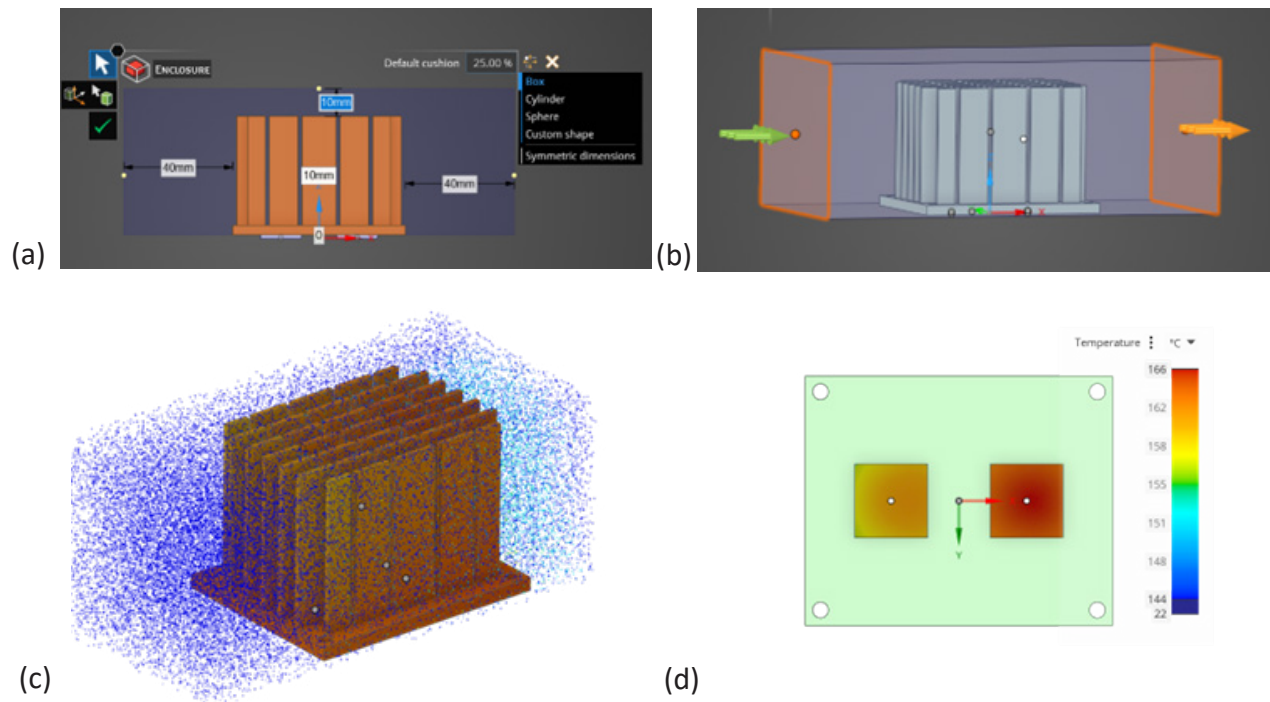 ENCLOSURE
Default cushion 25.00 %
Box
Cylinder
Sphere
Custom shape
Symmetric dimensions
10mm
40mm
10mm
40mm
0
(a)
X
(b)
(c)
Temperature °C
166
162
158
155
151
148
144
22
Y
(d)